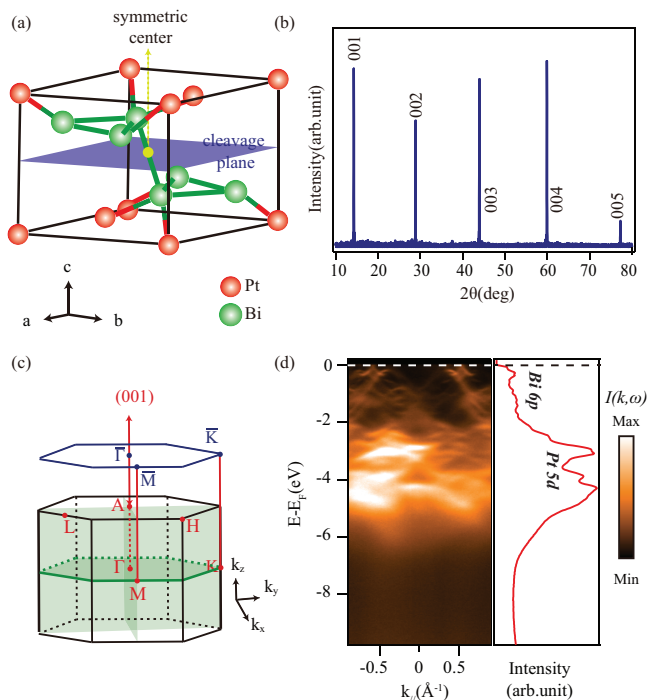 (a)
symmetric
center
cleavage
plane
c
a
b
Pt
Bi
(b)
Intensity(arb.unit)
001
002
003
004
005
10
20
30
40
50
60
70
80
2θ(deg)
(c)
(001)
K̅
Γ̅
M̅
A
L
H
Γ
K
M
k_z
k_y
k_x
(d)
0
-2
-4
-6
-8
E-E_F(eV)
-0.5
0
0.5
k_//(Å⁻¹)
Bi 6p
Pt 5d
Intensity
(arb.unit)
I(k,ω)
Max
Min